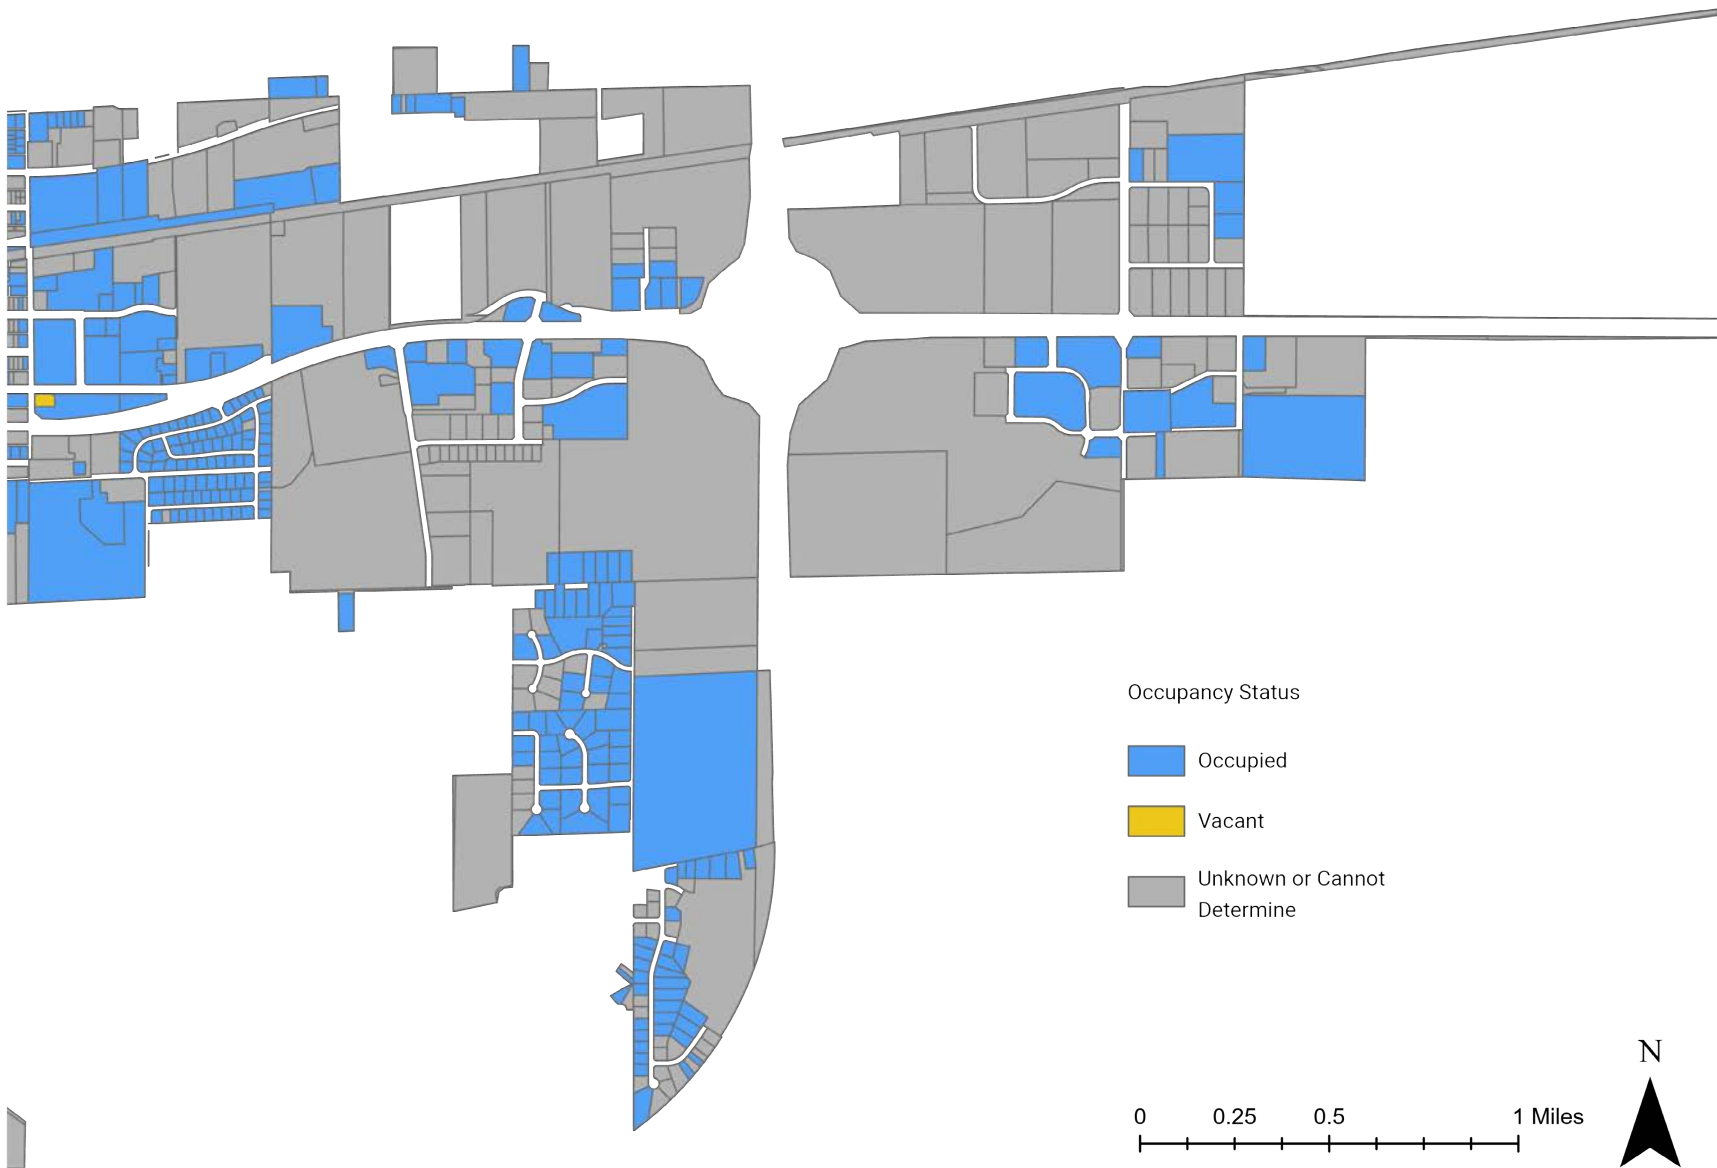 Occupancy Status
Occupied
Vacant
Unknown or Cannot
Determine
N
0 0.25 0.5 1 Miles